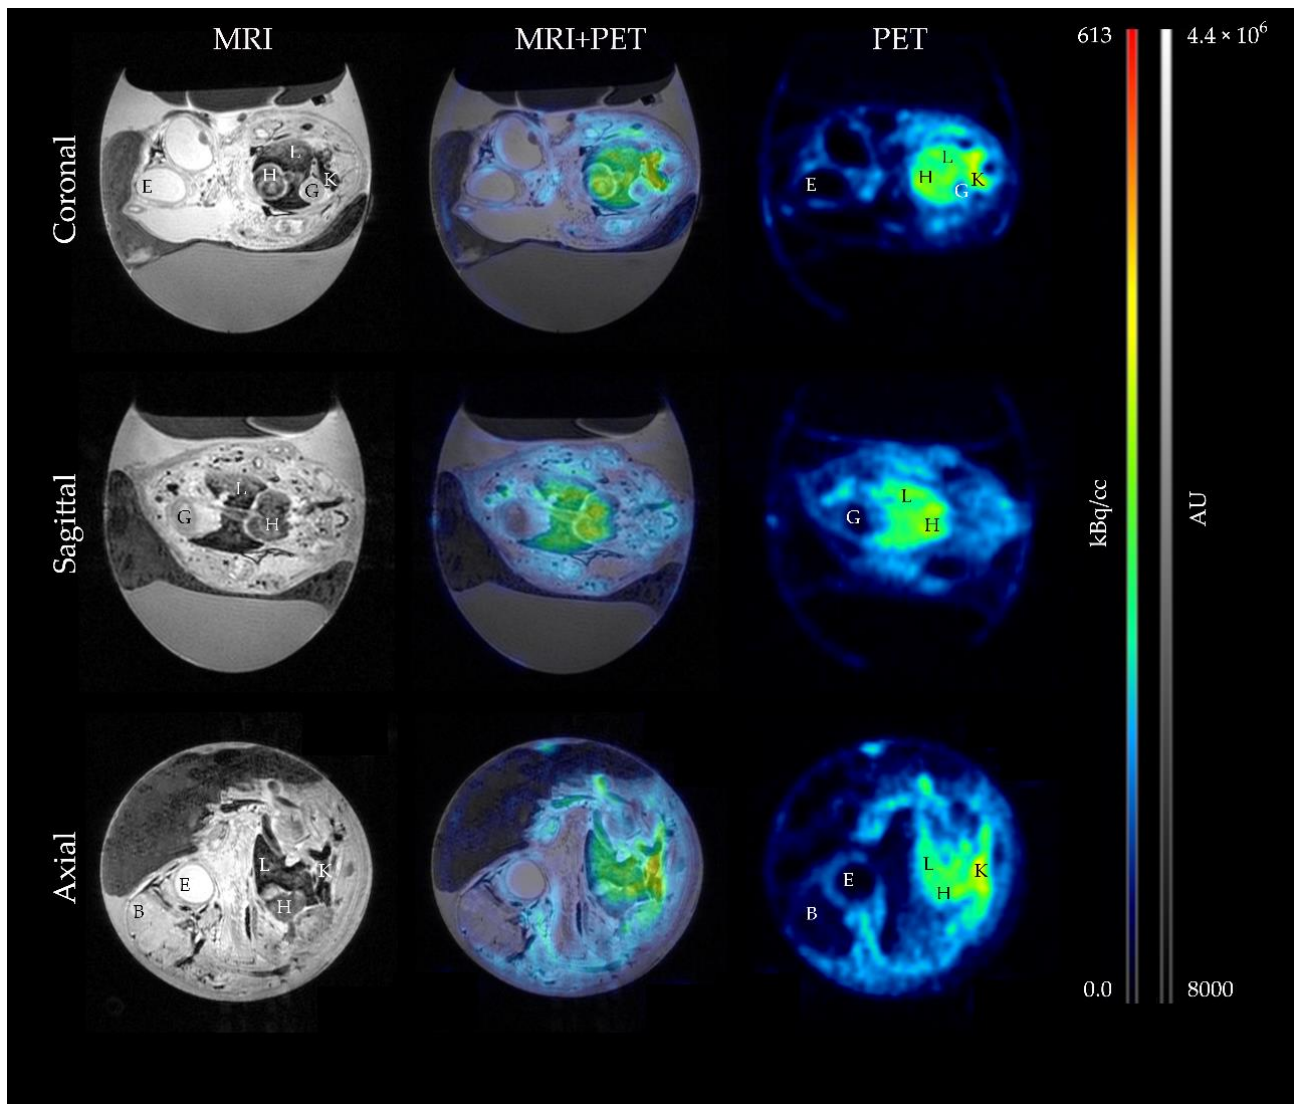 MRI MRI+PET PET 613 4.4 × 10⁶
Coronal
L
H
E K
G
L
H K
E G
Sagittal
L
G H
L
G H
kBq/cc AU
Axial
L K
E
B H
L K
E H
B
0.0 8000